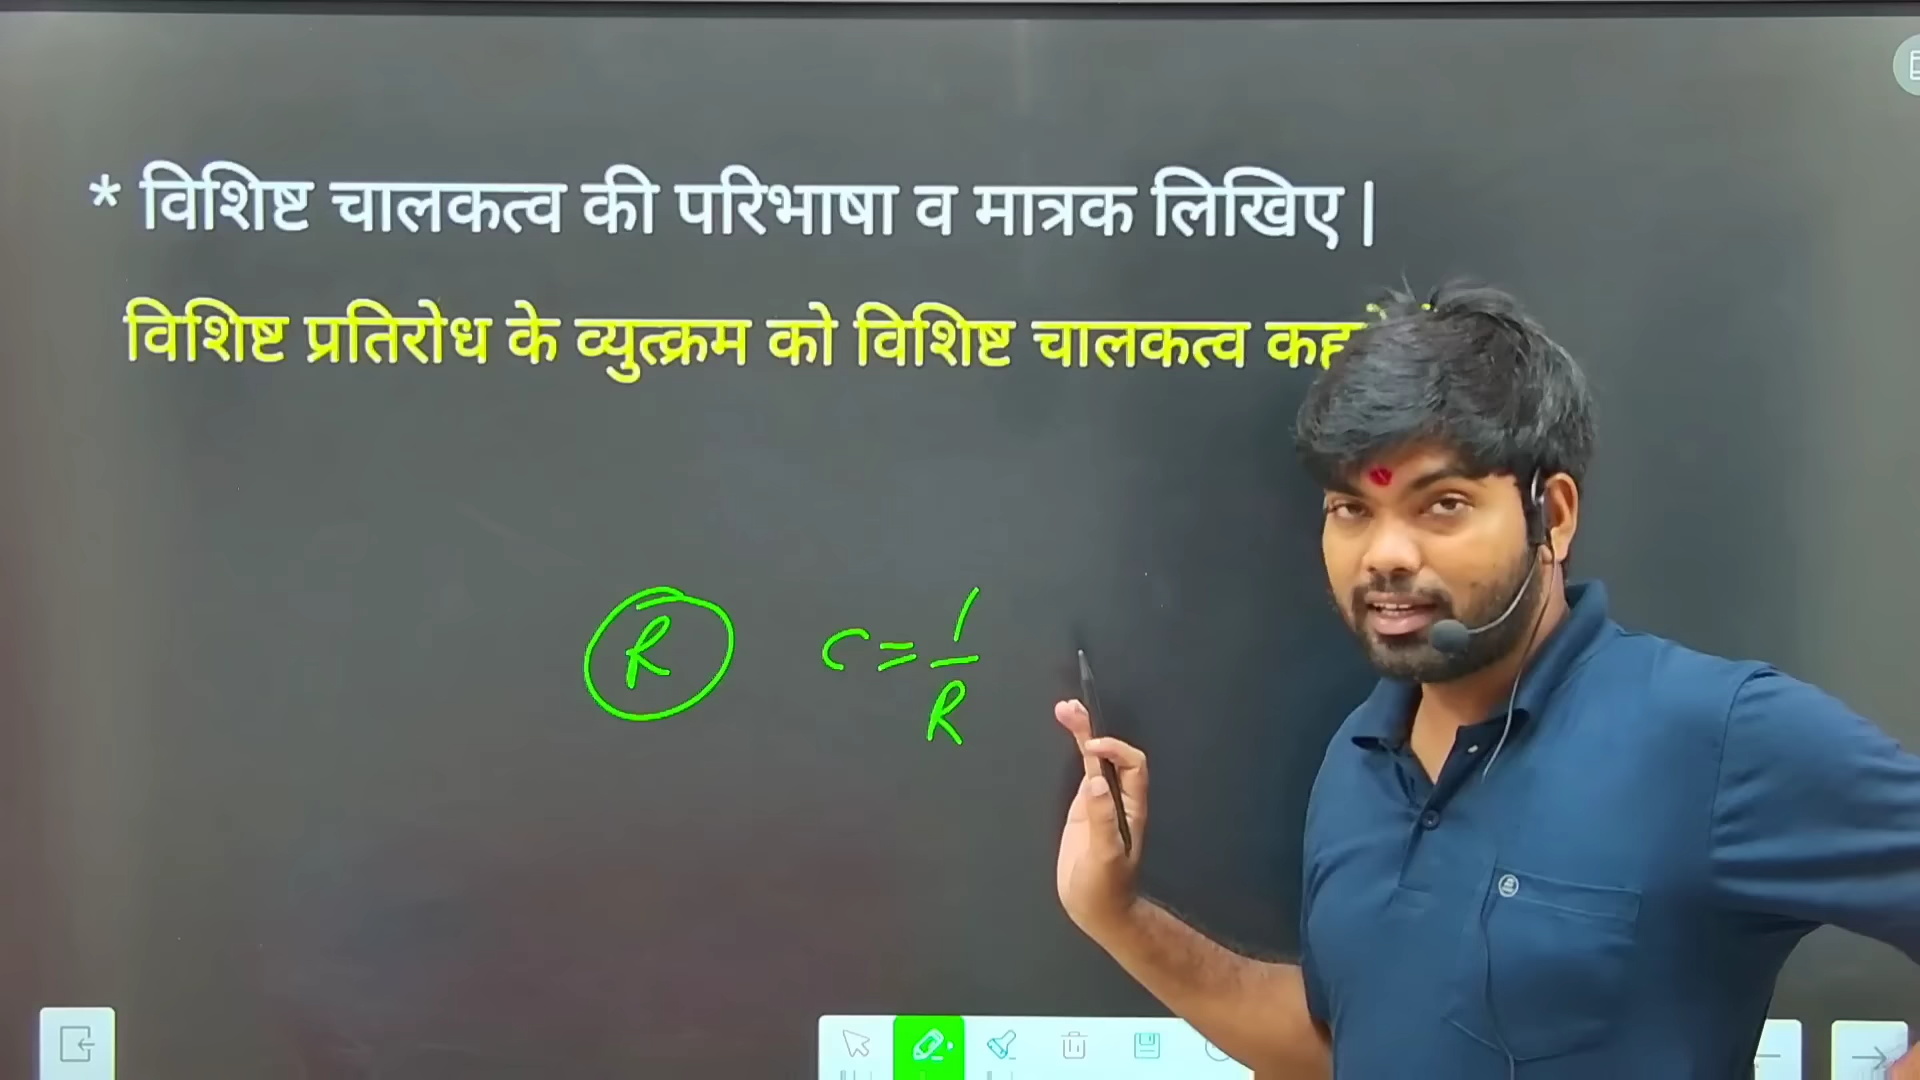 * विशिष्ट चालकत्व की परिभाषा व मात्रक लिखिए |
विशिष्ट प्रतिरोध के व्युत्क्रम को विशिष्ट चालकत्व
R
C = 1/R